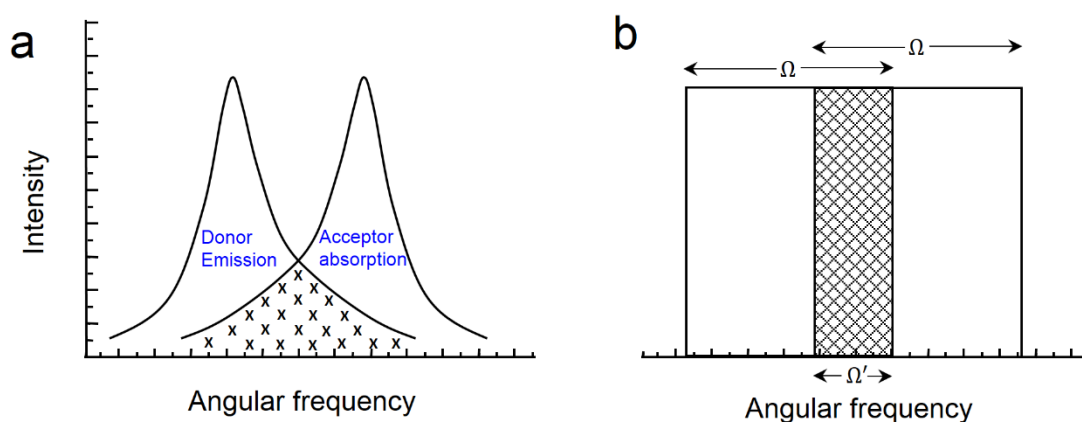 a
Intensity
Donor
Emission
Acceptor
absorption
x
x x
x x x
x x x x
x x x x x
x x x x x
Angular frequency
b
Ω
Ω
Ω′
Angular frequency